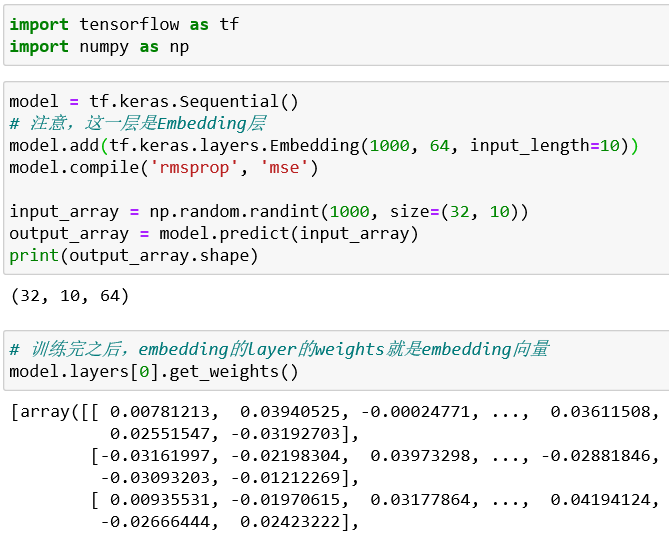 import tensorflow as tf
import numpy as np
model = tf.keras.Sequential()
# 注意，这一层是Embedding层
model.add(tf.keras.layers.Embedding(1000, 64, input_length=10))
model.compile('rmsprop', 'mse')
input_array = np.random.randint(1000, size=(32, 10))
output_array = model.predict(input_array)
print(output_array.shape)
(32, 10, 64)
# 训练完之后，embedding的layer的weights就是embedding向量
model.layers[0].get_weights()
[array([[ 0.00781213,  0.03940525, -0.00024771, ...,  0.03611508,
0.02551547, -0.03192703],
[-0.03161997, -0.02198304,  0.03973298, ..., -0.02881846,
-0.03093203, -0.01212269],
[ 0.00935531, -0.01970615,  0.03177864, ...,  0.04194124,
-0.02666444,  0.02423222],